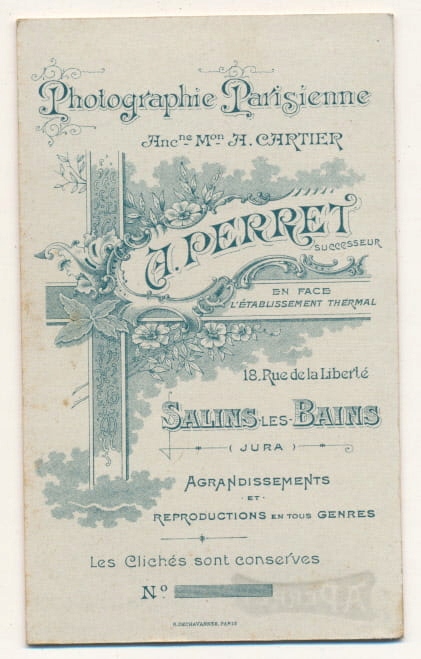 Photographie Parisienne
Ancne Mon A. CARTIER
A. PERRET
SUCCESSEUR
EN FACE
L'ÉTABLISSEMENT THERMAL
18. Rue de la Liberté
SALINS-LES-BAINS
( JURA )
AGRANDISSEMENTS
· ET ·
REPRODUCTIONS EN TOUS GENRES
Les Clichés sont conservés
No
A PERRET